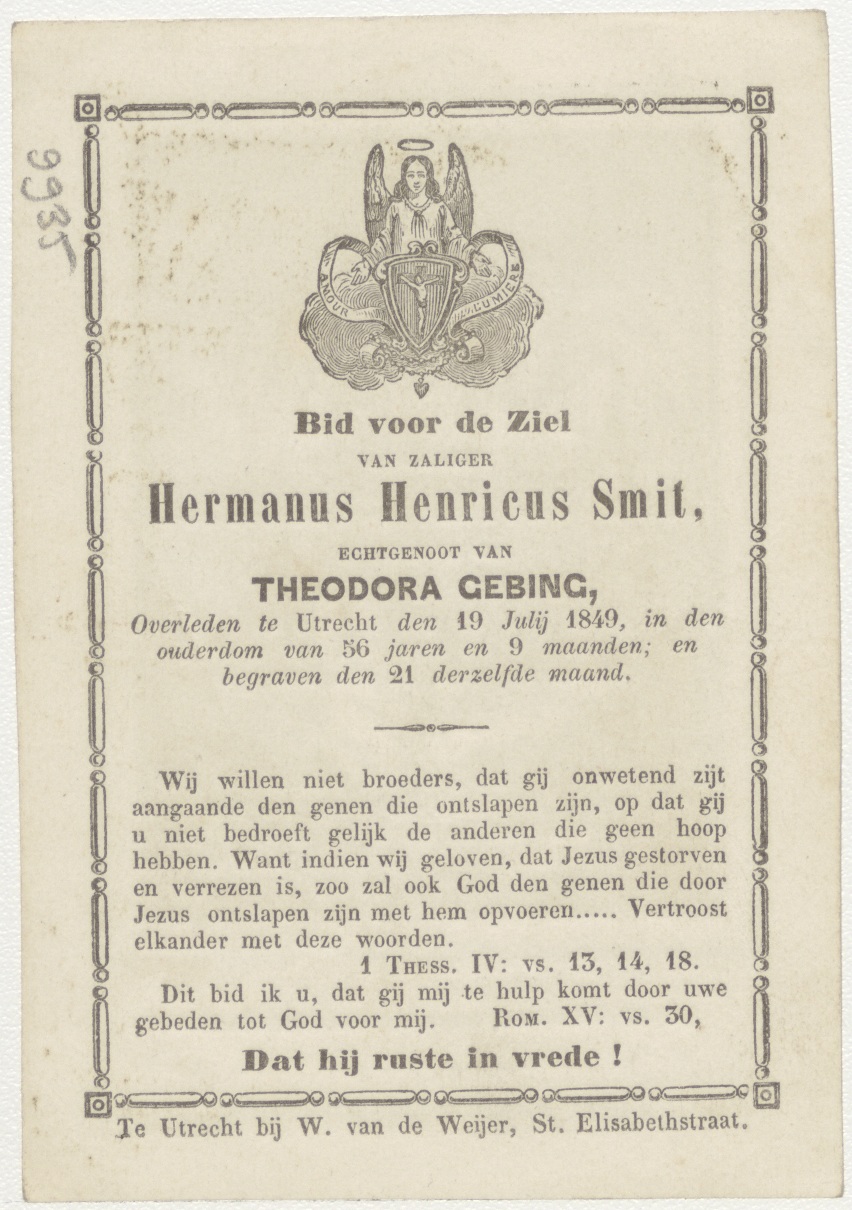 9935
AMOUR LUMIERE
Bid voor de Ziel
VAN ZALIGER
Hermanus Henricus Smit,
ECHTGENOOT VAN
THEODORA GEBING,
Overleden te Utrecht den 19 Julij 1849, in den
ouderdom van 56 jaren en 9 maanden; en
begraven den 21 derzelfde maand.
Wij willen niet broeders, dat gij onwetend zijt
aangaande den genen die ontslapen zijn, op dat gij
u niet bedroeft gelijk de anderen die geen hoop
hebben. Want indien wij geloven, dat Jezus gestorven
en verrezen is, zoo zal ook God den genen die door
Jezus ontslapen zijn met hem opvoeren..... Vertroost
elkander met deze woorden.
1 THESS. IV: vs. 13, 14, 18.
Dit bid ik u, dat gij mij te hulp komt door uwe
gebeden tot God voor mij. ROM. XV: vs. 30,
Dat hij ruste in vrede !
Te Utrecht bij W. van de Weijer, St. Elisabethstraat.